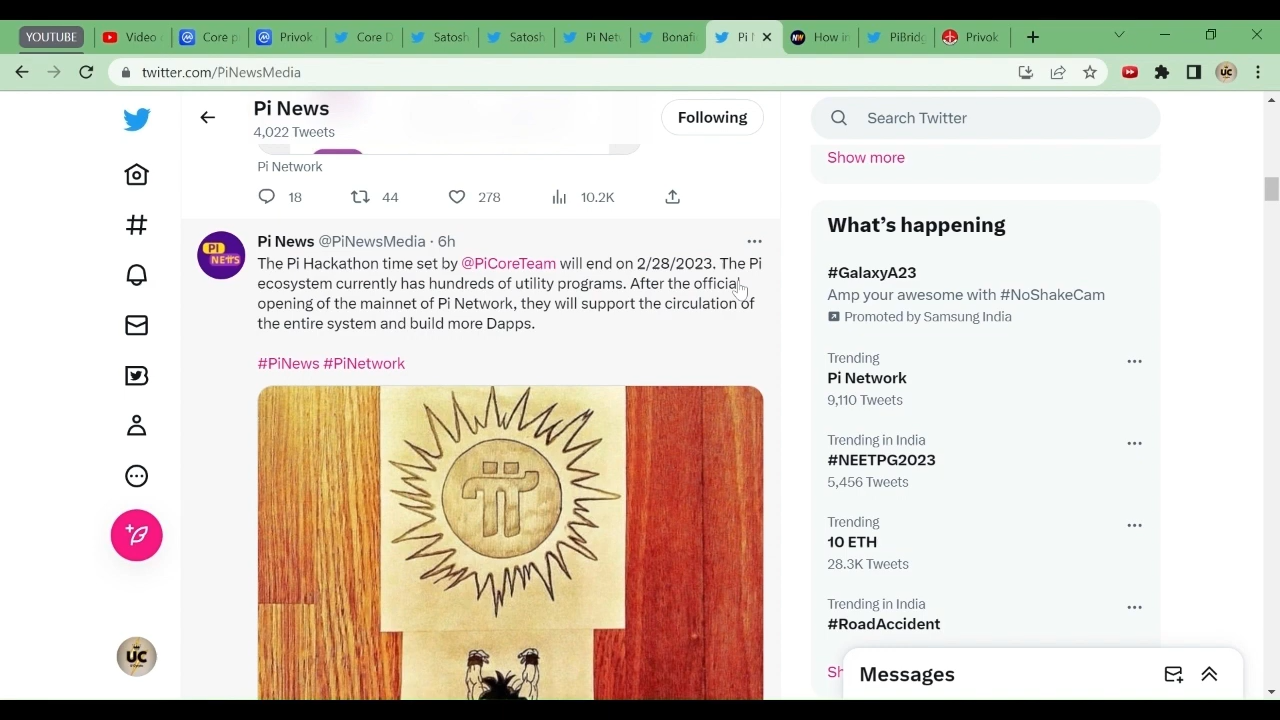 YOUTUBE
Video
Core p
Privok
Core D
Satosh
Satosh
Pi Net
Bonafi
Pi N
How in
PiBridg
Privok
twitter.com/PiNewsMedia
UC
Pi News
4,022 Tweets
Following
Pi Network
18 44 278 10.2K
PI NEWS
Pi News @PiNewsMedia · 6h
The Pi Hackathon time set by @PiCoreTeam will end on 2/28/2023. The Pi
ecosystem currently has hundreds of utility programs. After the official
opening of the mainnet of Pi Network, they will support the circulation of
the entire system and build more Dapps.
#PiNews #PiNetwork
UC
Search Twitter
Show more
What's happening
#GalaxyA23
Amp your awesome with #NoShakeCam
Promoted by Samsung India
Trending
Pi Network
9,110 Tweets
Trending in India
#NEETPG2023
5,456 Tweets
Trending
10 ETH
28.3K Tweets
Trending in India
#RoadAccident
Sh
Messages